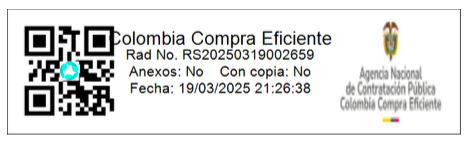 Colombia Compra Eficiente
Rad No. RS20250319002659
Anexos: No Con copia: No
Fecha: 19/03/2025 21:26:38
Agencia Nacional
de Contratación Pública
Colombia Compra Eficiente